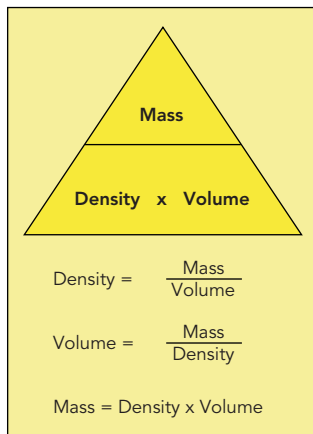 Mass
Density x Volume
Density = Mass
Volume
Volume = Mass
Density
Mass = Density x Volume